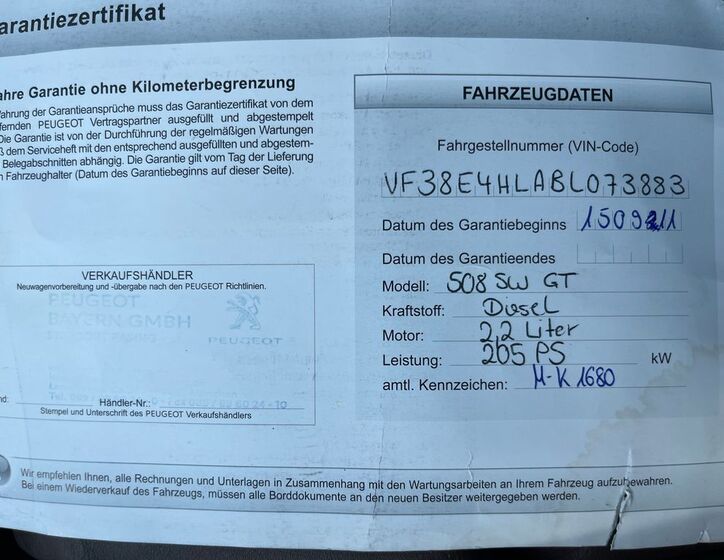 arantiezertifikat
ahre Garantie ohne Kilometerbegrenzung
ahrung der Garantieansprüche muss das Garantiezertifikat von dem
fernden PEUGEOT Vertragspartner ausgefüllt und abgestempelt
Die Garantie ist von der Durchführung der regelmäßigen Wartungen
ß dem Serviceheft mit den entsprechend ausgefüllten und abgestem-
Belegabschnitten abhängig. Die Garantie gilt vom Tag der Lieferung
n Fahrzeughalter (Datum des Garantiebeginns auf dieser Seite).
VERKAUFSHÄNDLER
Neuwagenvorbereitung und -übergabe nach den PEUGEOT Richtlinien.
PEUGEOT
BAYERN GMBH
PEUGEOT
nd:
Händler-Nr.:
Stempel und Unterschrift des PEUGEOT Verkaufshändlers
FAHRZEUGDATEN
Fahrgestellnummer (VIN-Code)
VF38E4HLABL073883
Datum des Garantiebeginns 150911
Datum des Garantieendes
Modell: 508 SW GT
Kraftstoff: Diesel
Motor: 2,2 Liter
Leistung: 205 PS kW
amtl. Kennzeichen: M-K 1680
Wir empfehlen Ihnen, alle Rechnungen und Unterlagen in Zusammenhang mit den Wartungsarbeiten an Ihrem Fahrzeug aufzubewahren.
Bei einem Wiederverkauf des Fahrzeugs, müssen alle Borddokumente an den neuen Besitzer weitergegeben werden.